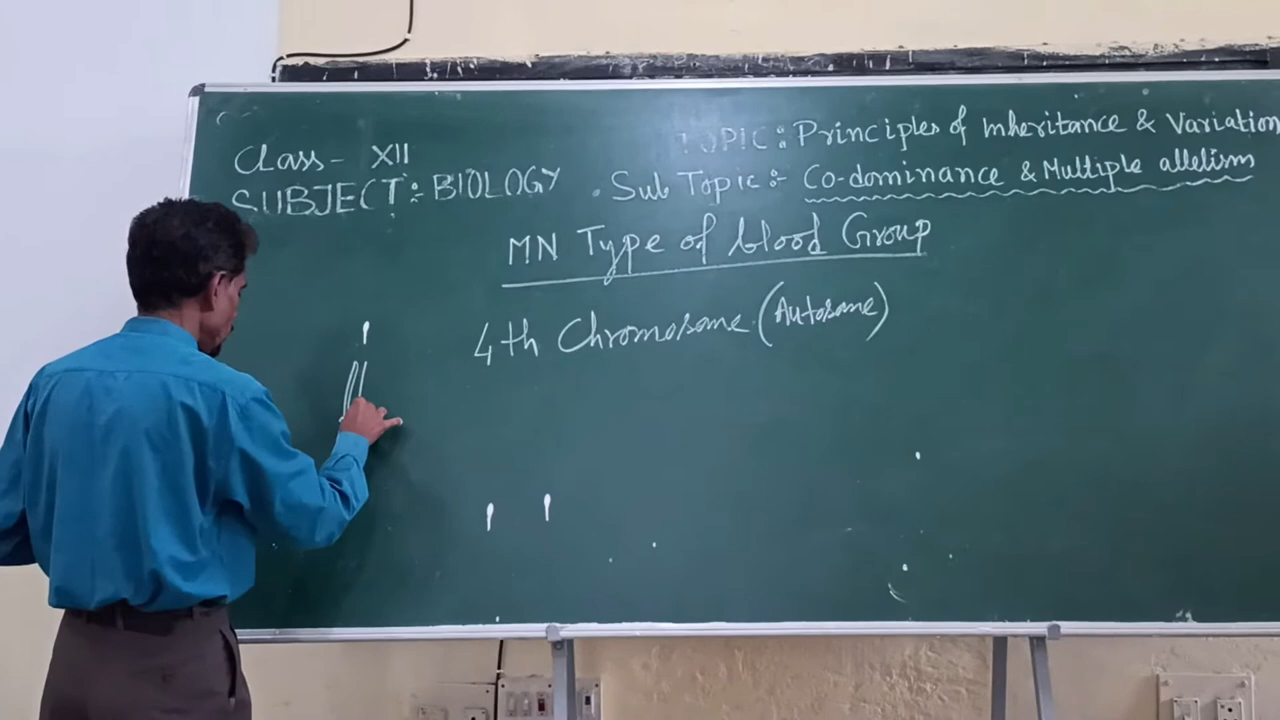 TOPIC: Principles of Inheritance & Variation
Class- XII
Sub Topic:- Co-dominance & Multiple allelism
SUBJECT: BIOLOGY
MN Type of blood Group
4th Chromosome (Autosome)